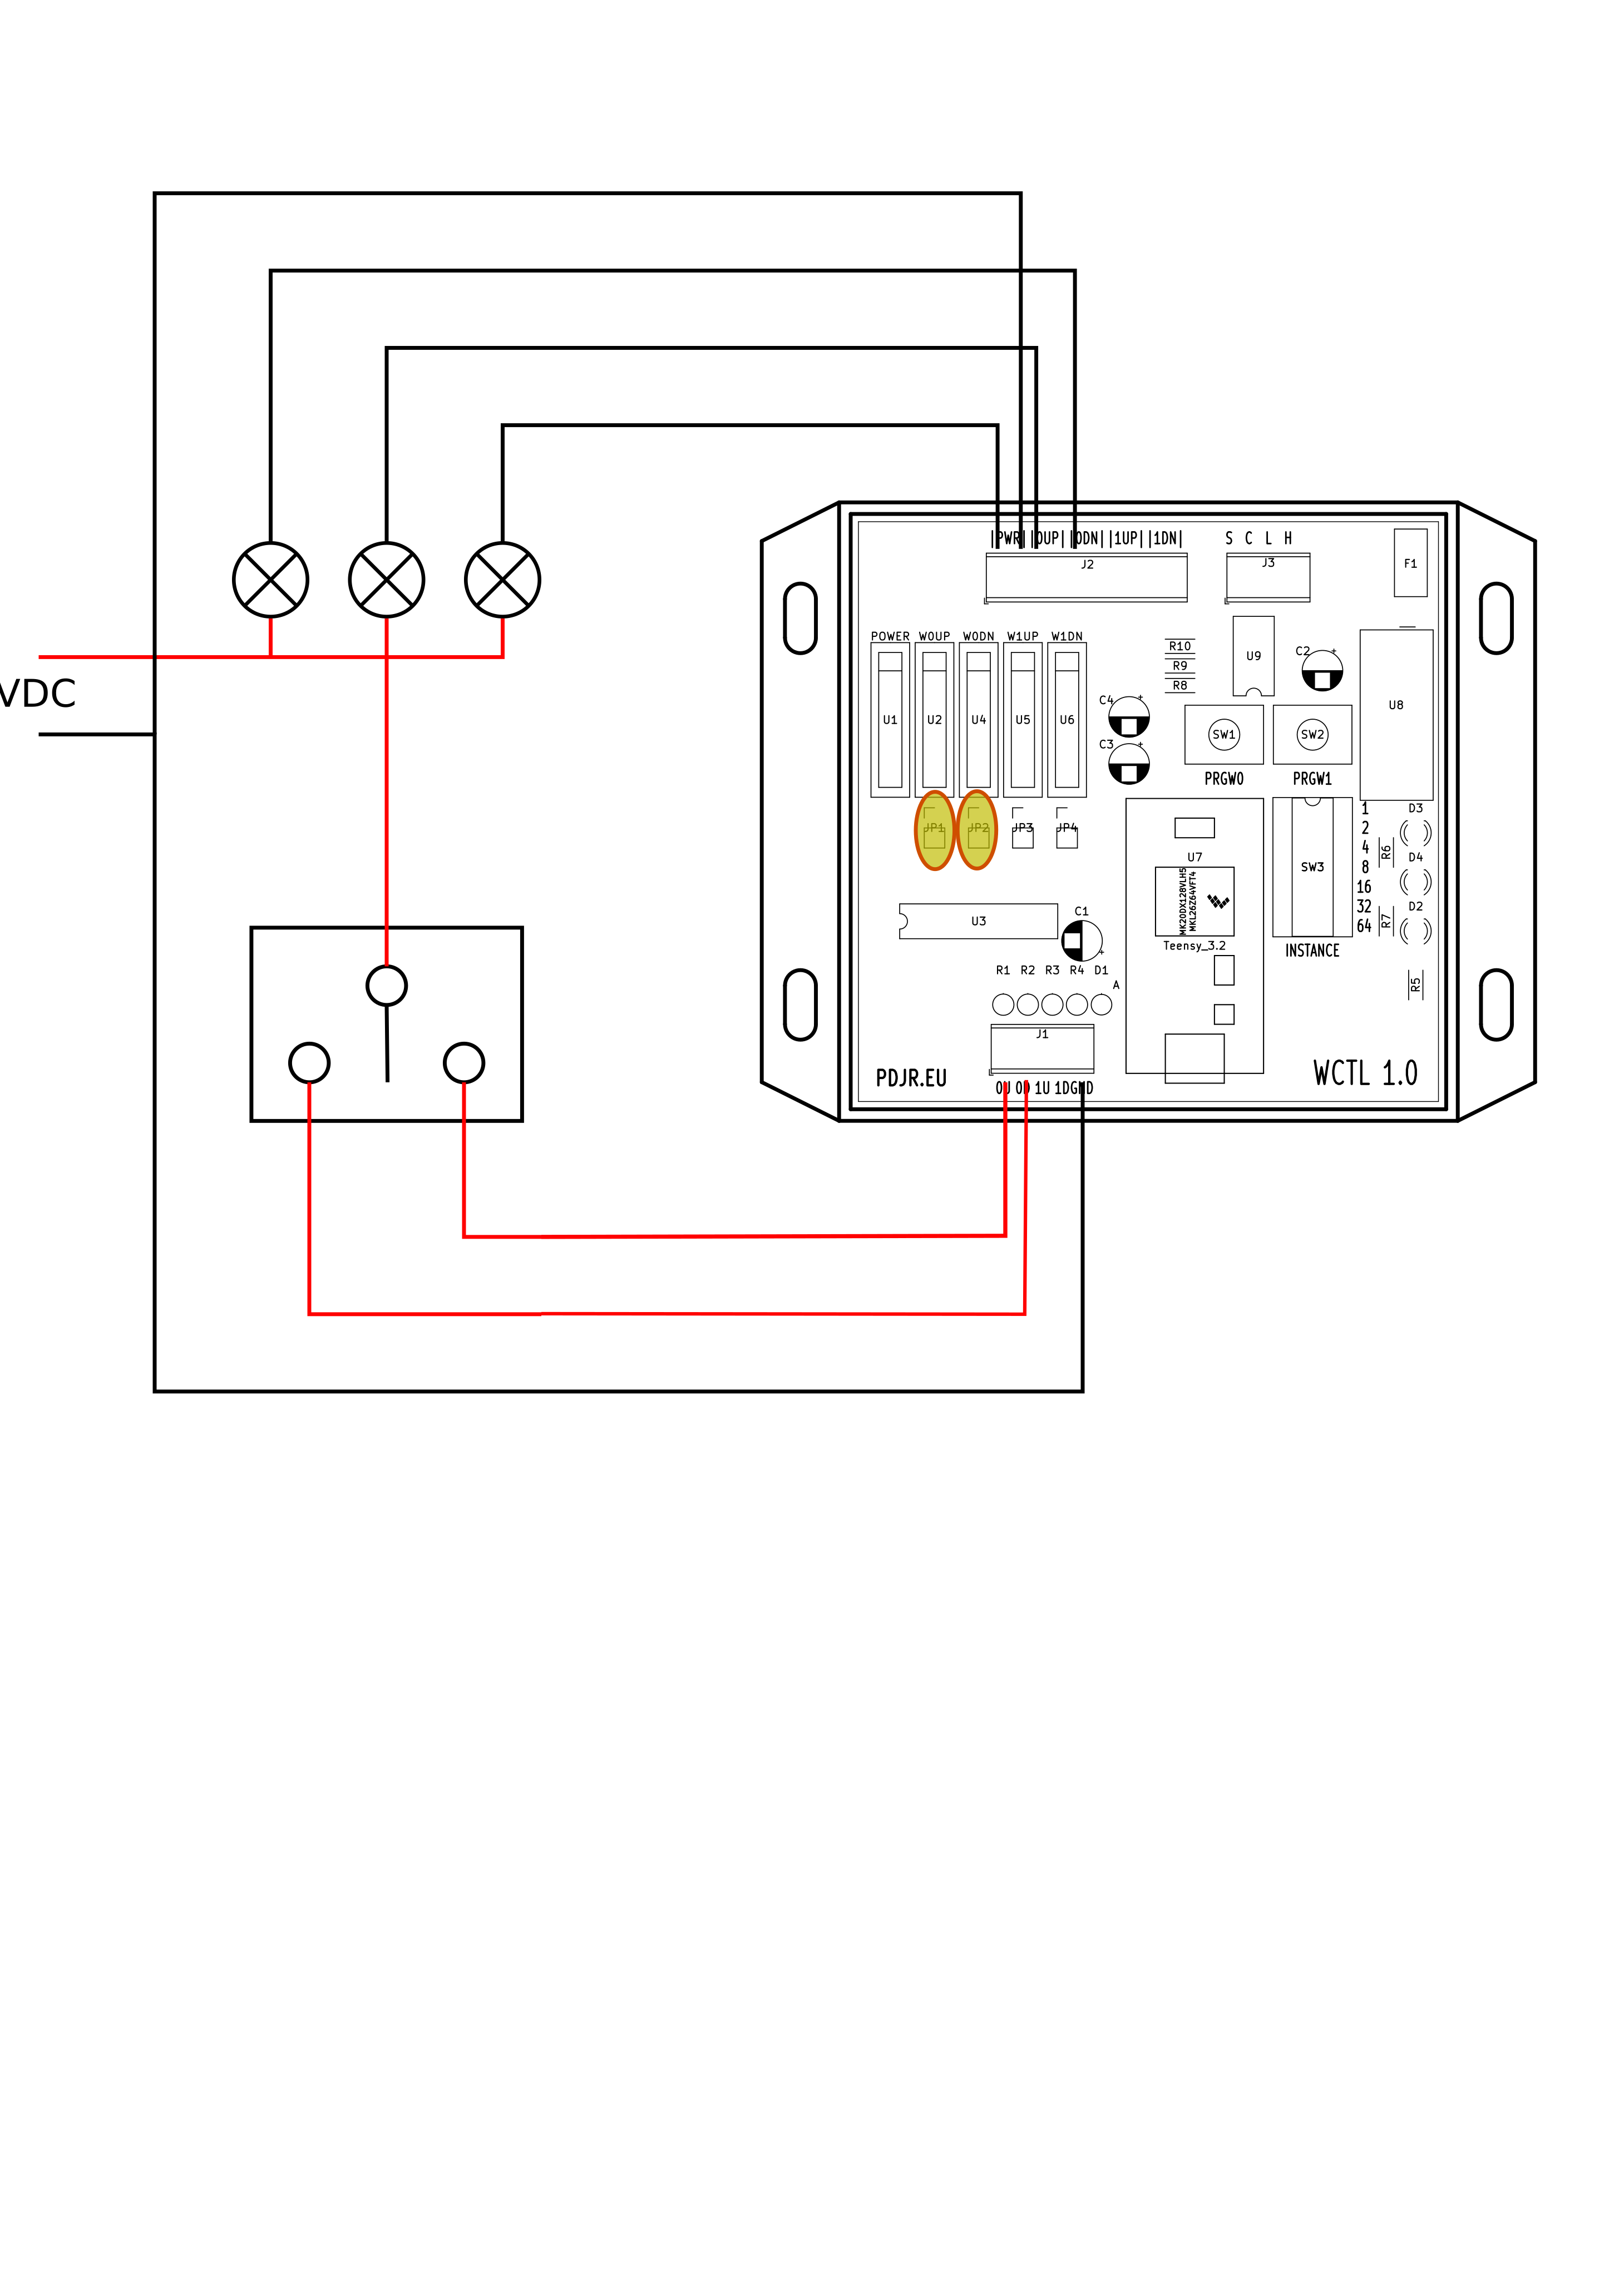 |PWR||0UP||0DN||1UP||1DN|
S C L H
J2
J3
F1
POWER W0UP W0DN W1UP W1DN
R10
R9
R8
U9
C2
+
U1
U2
U4
U5
U6
C4
+
C3
+
SW1
SW2
U8
VDC
PRGW0
PRGW1
JP1
JP2
JP3
JP4
1
2
4
8
16
32
64
D3
R6
D4
D2
R7
R5
U7
MK20DX128VLH5
MKL26Z64VFT4
Teensy_3.2
SW3
INSTANCE
U3
C1
+
R1 R2 R3 R4 D1
A
J1
0U 0D 1U 1D GND
PDJR.EU
WCTL 1.0